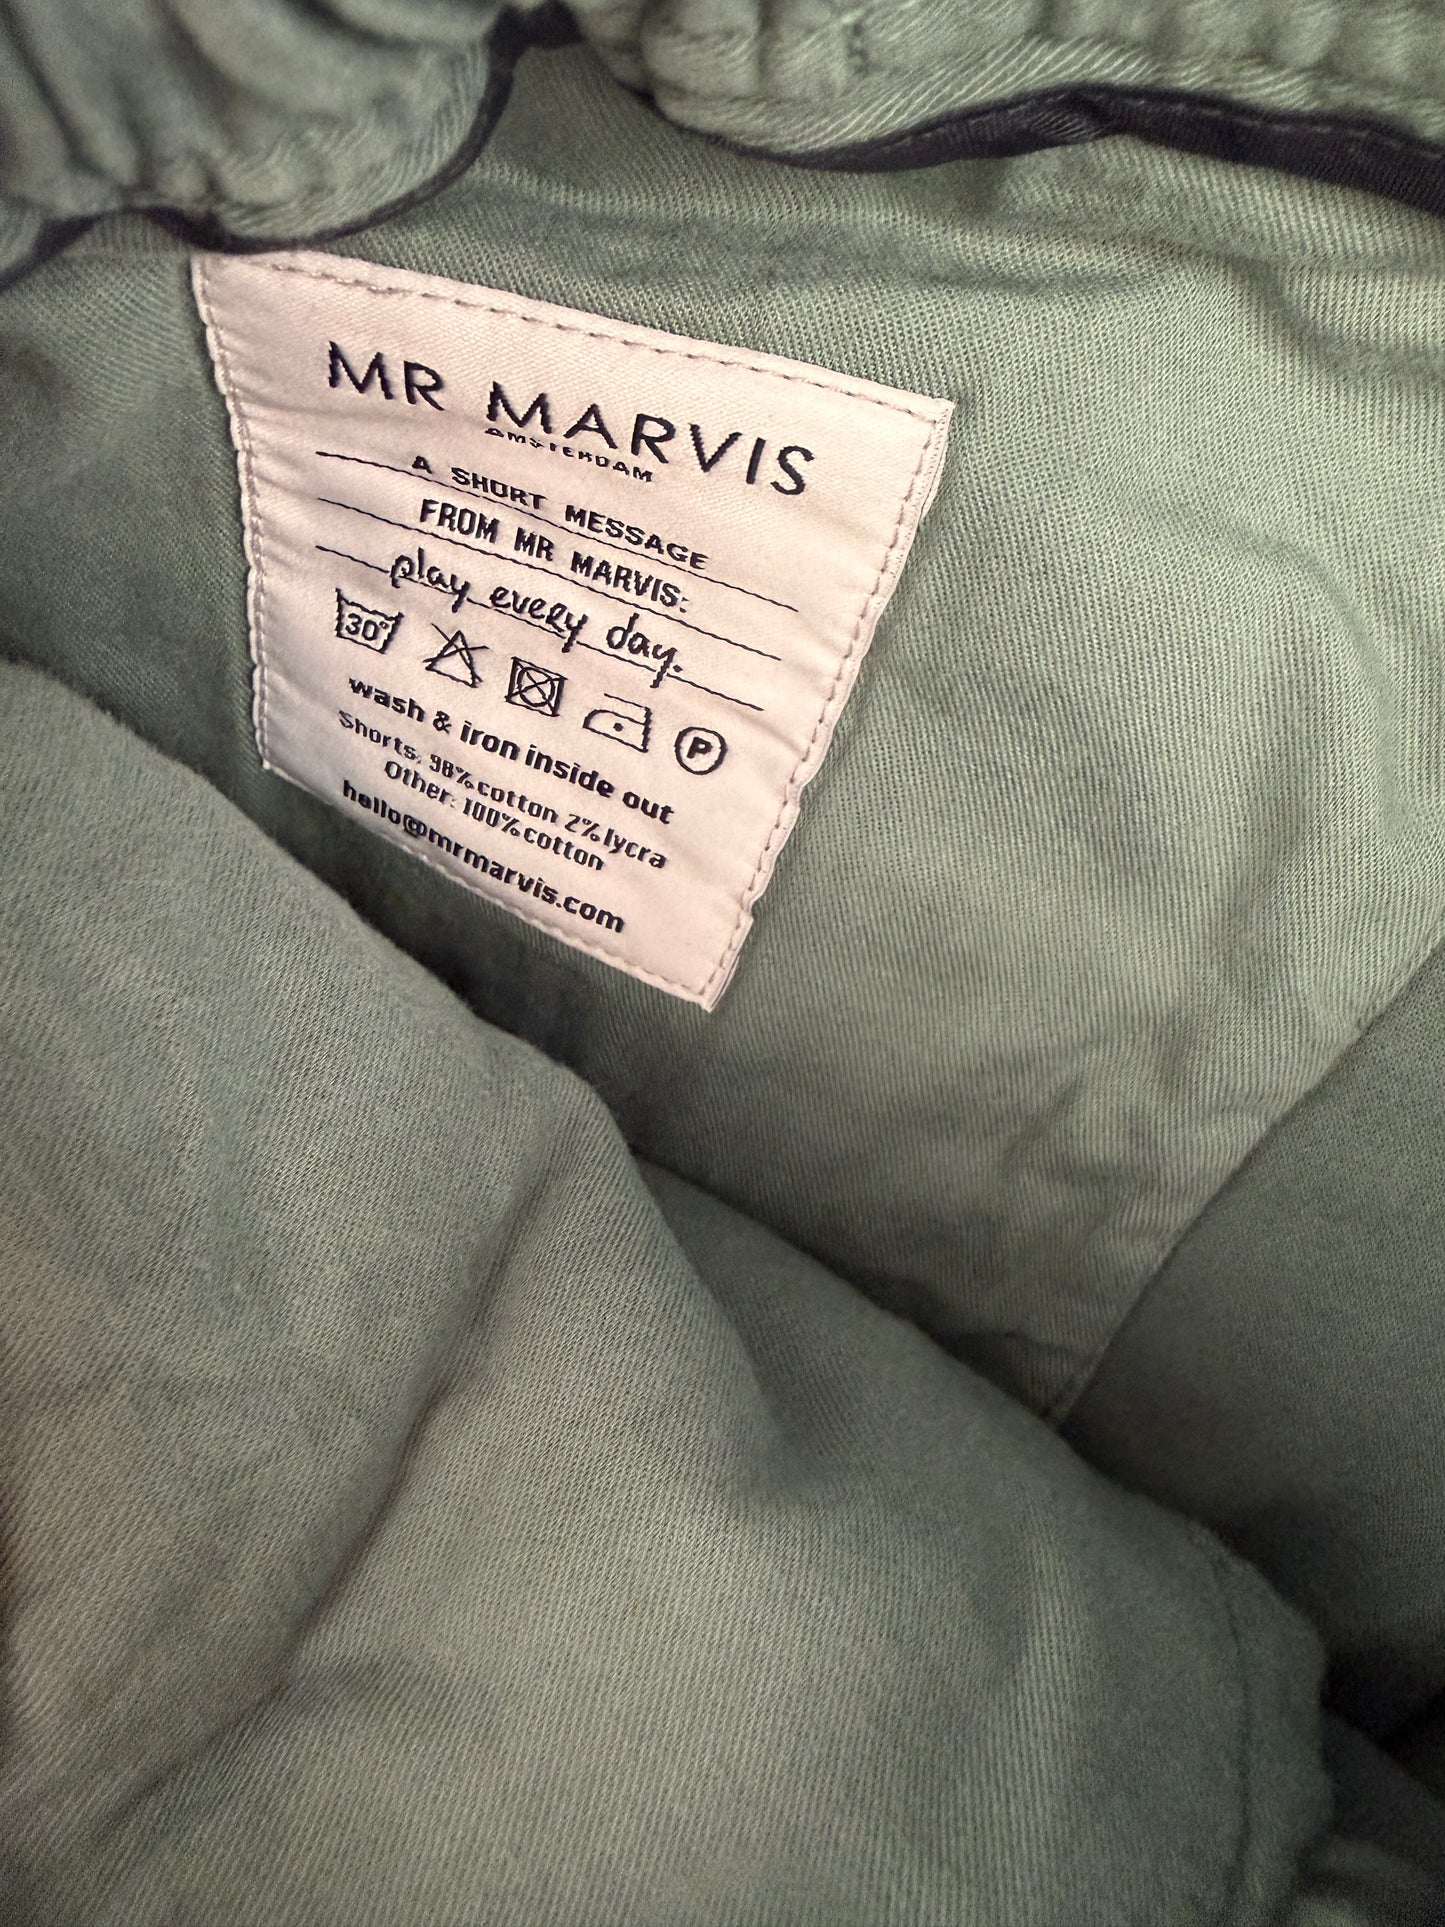 MR MARVIS
AMSTERDAM
A SHORT MESSAGE
FROM MR MARVIS:
play every day.
30°
P
wash & iron inside out
Shorts: 98% cotton 2% lycra
Other: 100% cotton
hello@mrmarvis.com